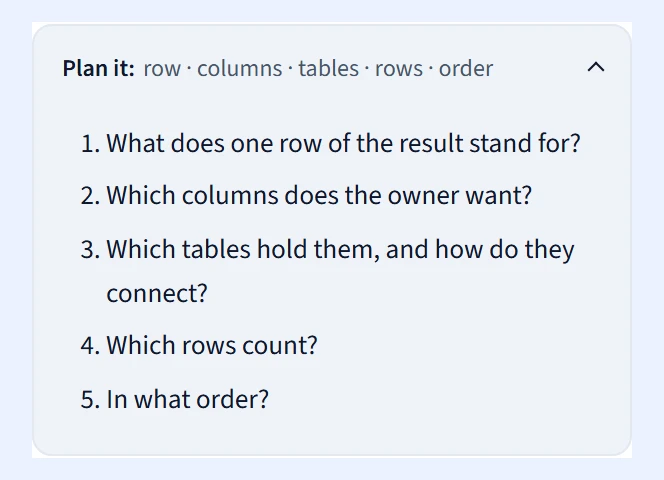 Plan it: row · columns · tables · rows · order
1. What does one row of the result stand for?
2. Which columns does the owner want?
3. Which tables hold them, and how do they
connect?
4. Which rows count?
5. In what order?